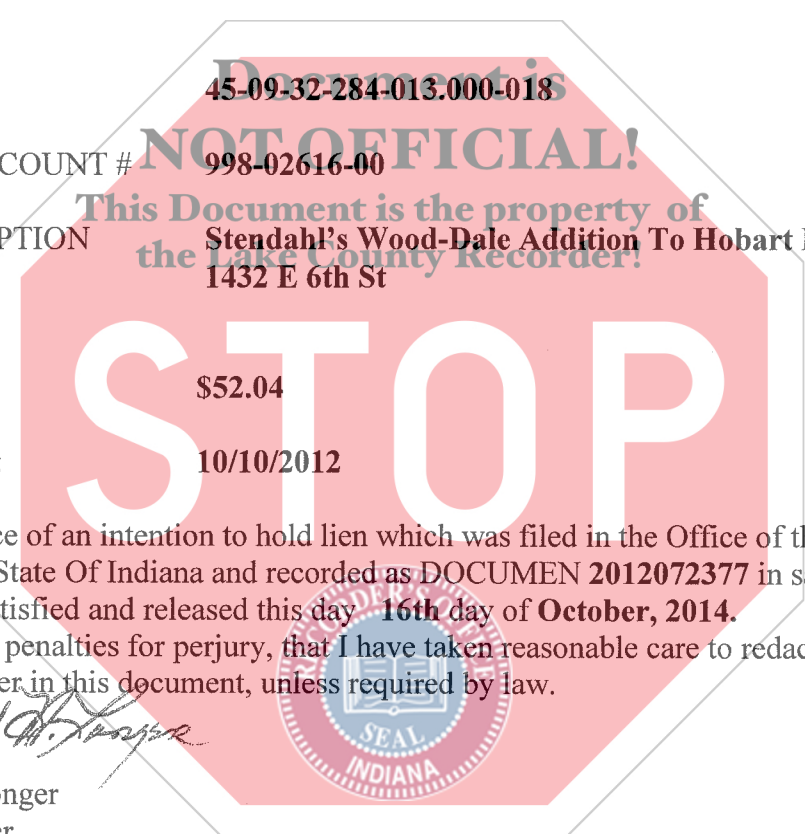 Document is
45-09-32-284-013.000-018
NOT OFFICIAL!
COUNT # 998-02616-00
This Document is the property of
PTION Stendahl's Wood-Dale Addition To Hobart
the Lake County Recorder!
1432 E 6th St
STOP
$52.04
10/10/2012
ce of an intention to hold lien which was filed in the Office of th
State Of Indiana and recorded as DOCUMEN 2012072377 in s
tisfied and released this day 16th day of October, 2014.
penalties for perjury, that I have taken reasonable care to redac
er in this document, unless required by law.
RECORDER'S OFFICE
SEAL
INDIANA
onger
er